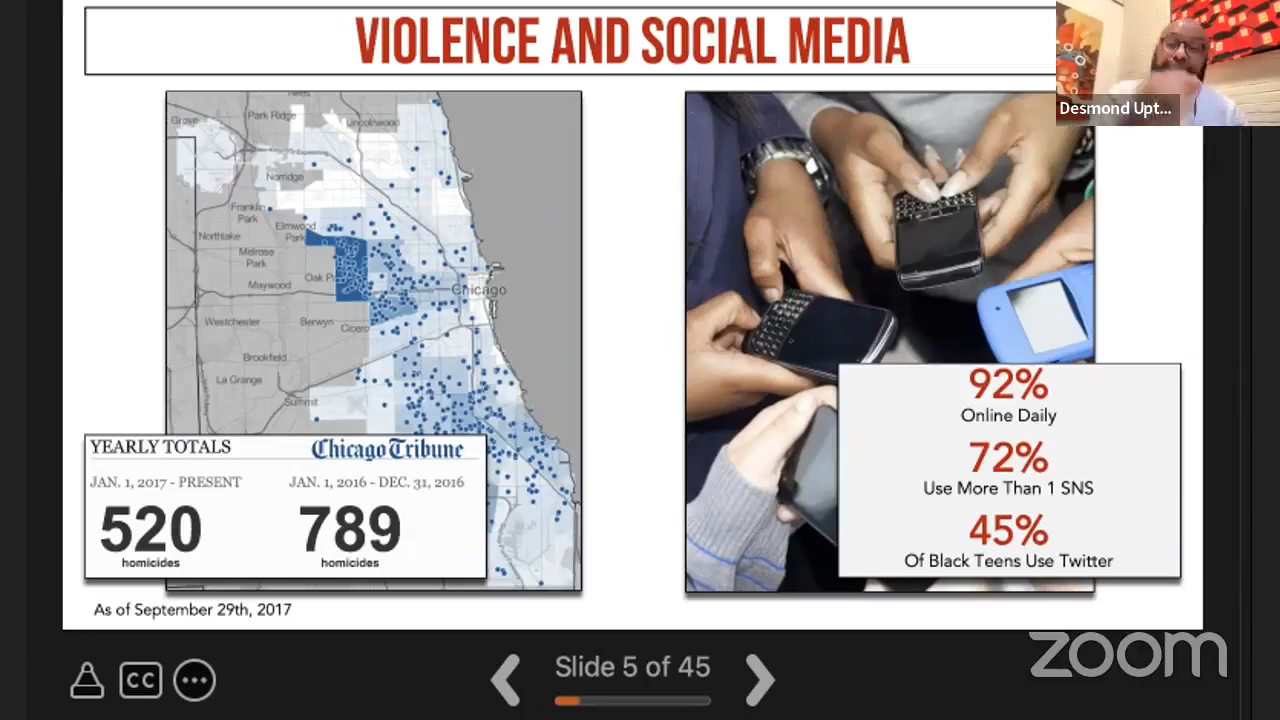 VIOLENCE AND SOCIAL MEDIA
Desmond Upt...
Grove
Park Ridge
Lincolnwood
Norridge
Franklin
Park
Elmwood
Park
Northlake
Melrose
Park
Oak P
Maywood
Chicago
Westchester
Berwyn
Cicero
Brookfield
La Grange
Summit
YEARLY TOTALS
Chicago Tribune
JAN. 1, 2017 - PRESENT
JAN. 1, 2016 - DEC. 31, 2016
520
789
homicides
homicides
As of September 29th, 2017
92%
Online Daily
72%
Use More Than 1 SNS
45%
Of Black Teens Use Twitter
zoom
CC
Slide 5 of 45